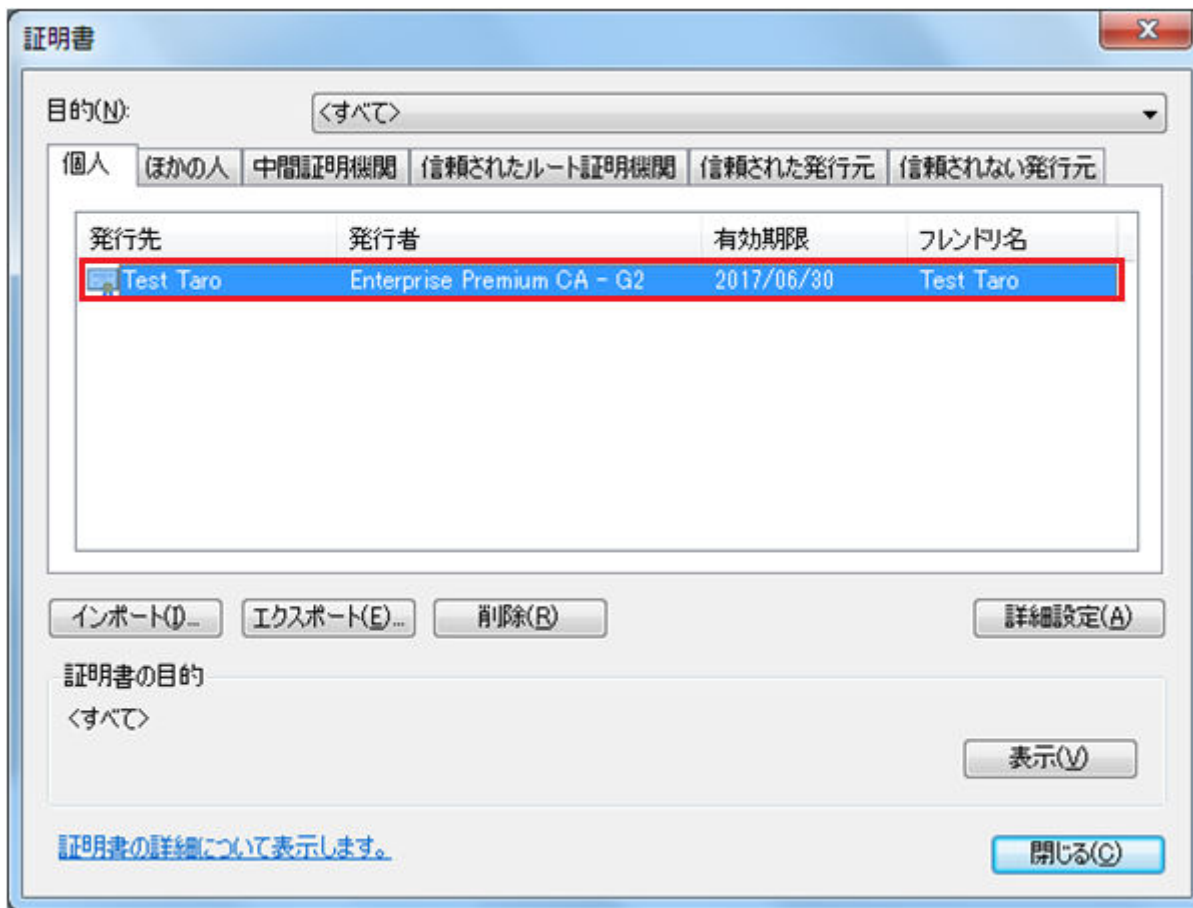 証明書
目的(N): <すべて>
個人 ほかの人 中間証明機関 信頼されたルート証明機関 信頼された発行元 信頼されない発行元
発行先 発行者 有効期限 フレンドリ名
Test Taro Enterprise Premium CA - G2 2017/06/30 Test Taro
インポート(I)... エクスポート(E)... 削除(R) 詳細設定(A)
証明書の目的
<すべて>
表示(V)
証明書の詳細について表示します。
閉じる(C)